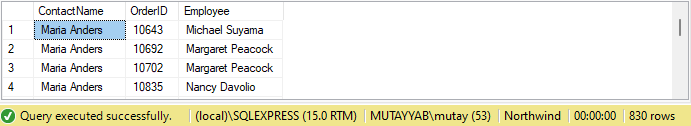 ContactName OrderID Employee
1 Maria Anders 10643 Michael Suyama
2 Maria Anders 10692 Margaret Peacock
3 Maria Anders 10702 Margaret Peacock
4 Maria Anders 10835 Nancy Davolio
Query executed successfully. (local)\SQLEXPRESS (15.0 RTM) MUTAYYAB\mutay (53) Northwind 00:00:00 830 rows